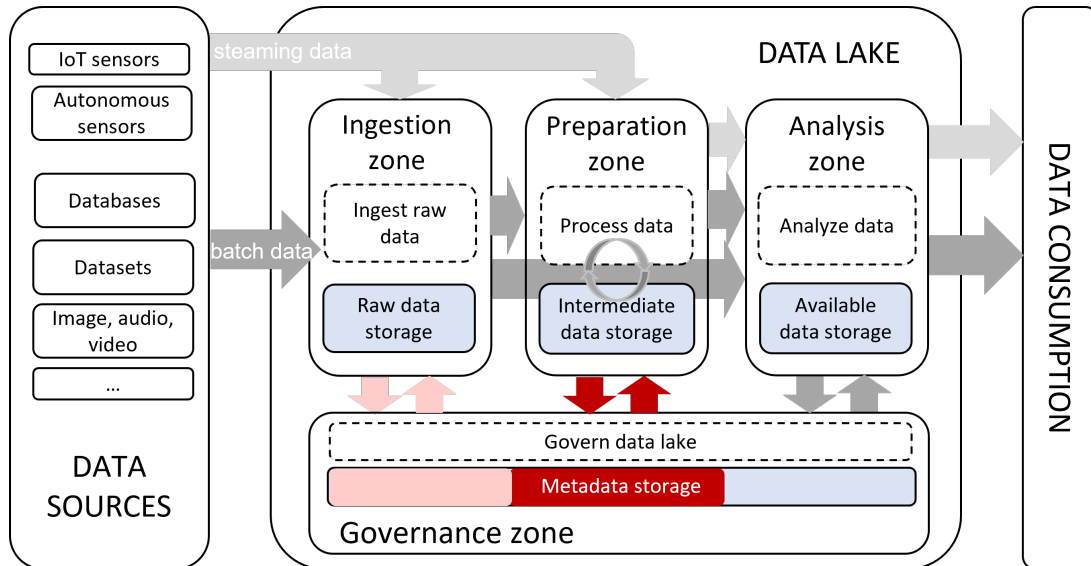 steaming data
DATA LAKE
IoT sensors
Autonomous
sensors
Databases
Datasets
Image, audio,
video
...
DATA
SOURCES
batch data
Ingestion
zone
Ingest raw
data
Raw data
storage
Preparation
zone
Process data
Intermediate
data storage
Analysis
zone
Analyze data
Available
data storage
Govern data lake
Metadata storage
Governance zone
DATA CONSUMPTION